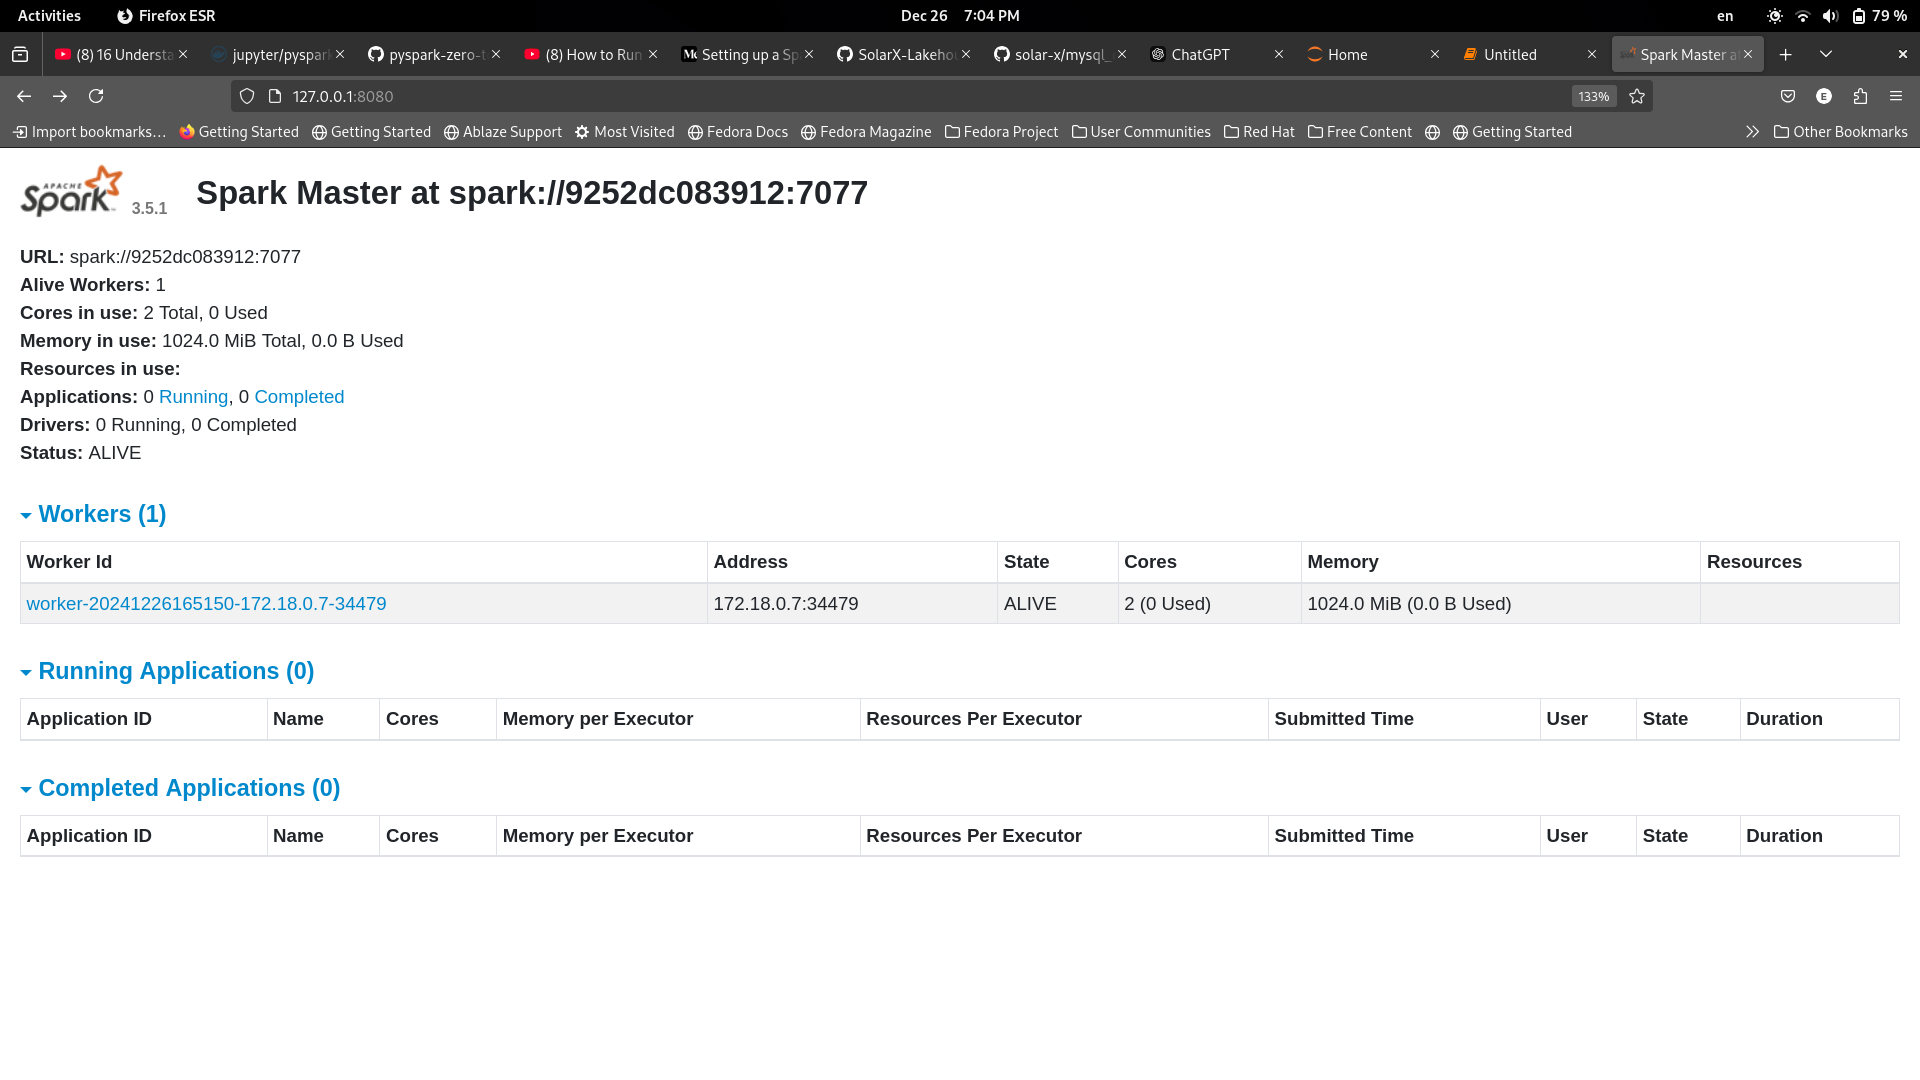 Activities Firefox ESR Dec 26 7:04 PM en 79 %
(8) 16 Understa jupyter/pyspark pyspark-zero-t (8) How to Run Setting up a Sp SolarX-Lakehou solar-x/mysql_ ChatGPT Home Untitled Spark Master at
127.0.0.1:8080 133% E
Import bookmarks... Getting Started Getting Started Ablaze Support Most Visited Fedora Docs Fedora Magazine Fedora Project User Communities Red Hat Free Content Getting Started Other Bookmarks
APACHE Spark 3.5.1 Spark Master at spark://9252dc083912:7077
URL: spark://9252dc083912:7077
Alive Workers: 1
Cores in use: 2 Total, 0 Used
Memory in use: 1024.0 MiB Total, 0.0 B Used
Resources in use:
Applications: 0 Running, 0 Completed
Drivers: 0 Running, 0 Completed
Status: ALIVE
Workers (1)
Worker Id Address State Cores Memory Resources
worker-20241226165150-172.18.0.7-34479 172.18.0.7:34479 ALIVE 2 (0 Used) 1024.0 MiB (0.0 B Used)
Running Applications (0)
Application ID Name Cores Memory per Executor Resources Per Executor Submitted Time User State Duration
Completed Applications (0)
Application ID Name Cores Memory per Executor Resources Per Executor Submitted Time User State Duration